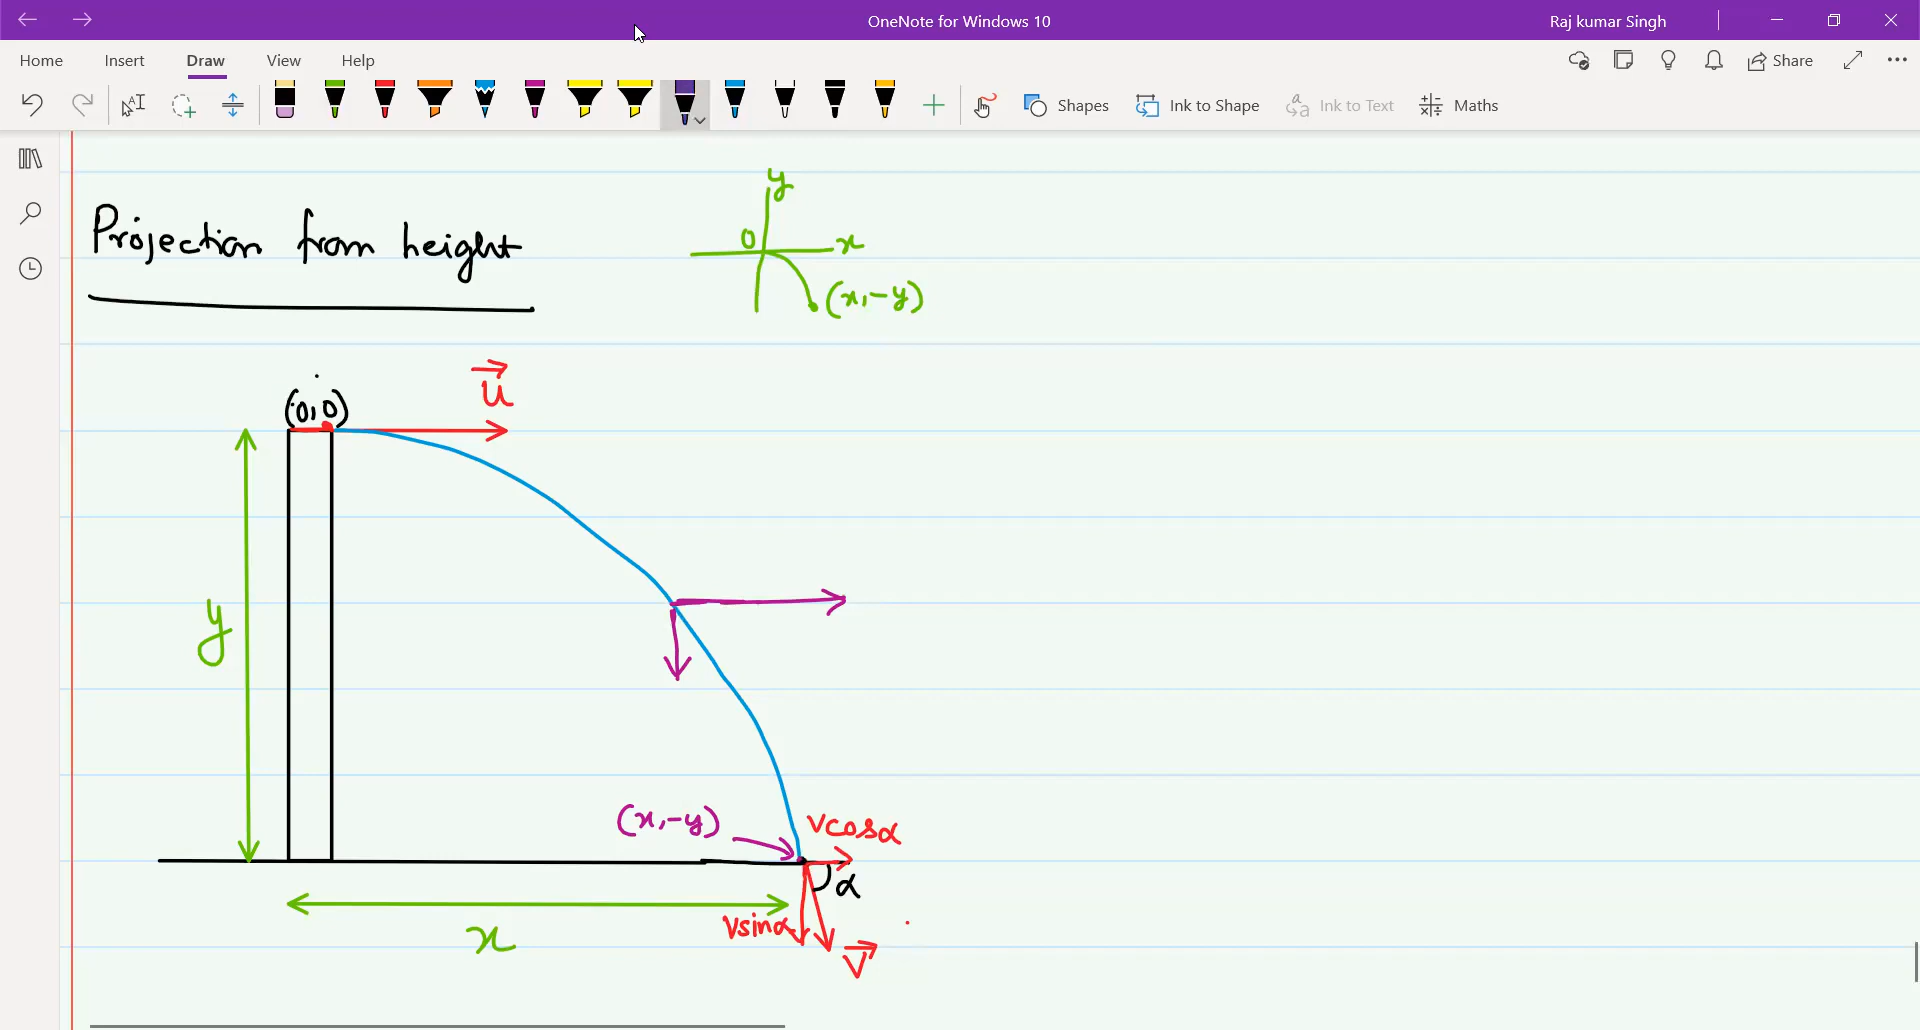 OneNote for Windows 10
Raj kumar Singh
Home Insert Draw View Help
Share
Shapes Ink to Shape Ink to Text Maths
Projection from height
y
0 x
(x,-y)
u
(0,0)
y
(x,-y)
vcosα
α
vsinα
x
v